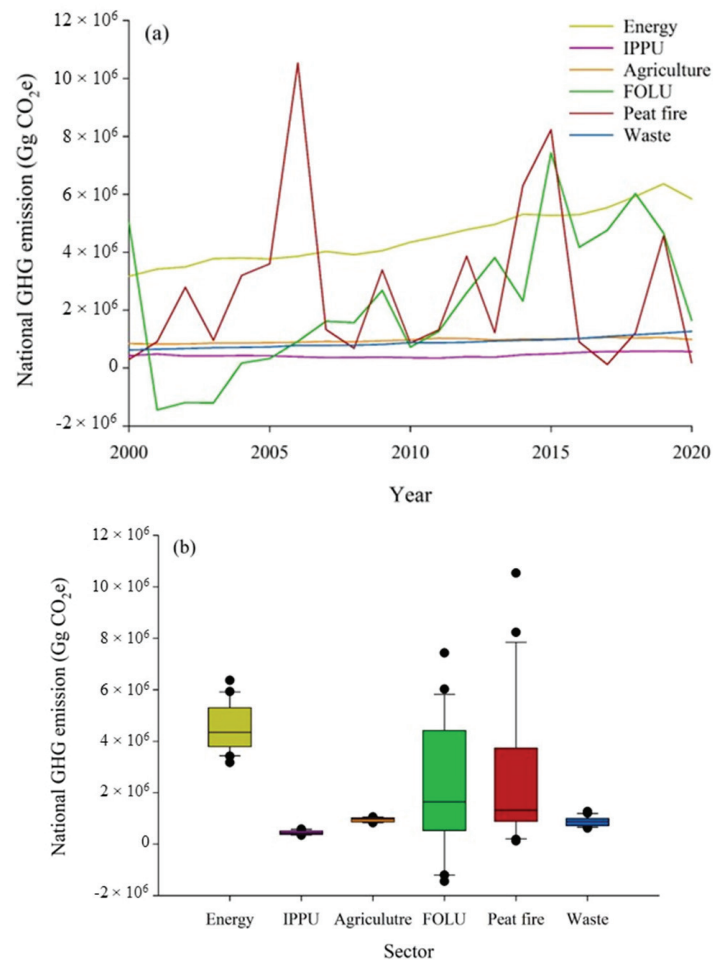 (a)
Energy
IPPU
Agriculture
FOLU
Peat fire
Waste
National GHG emission (Gg CO₂e)
12 × 10⁶
10 × 10⁶
8 × 10⁶
6 × 10⁶
4 × 10⁶
2 × 10⁶
0
-2 × 10⁶
2000 2005 2010 2015 2020
Year
(b)
National GHG emission (Gg CO₂e)
12 × 10⁶
10 × 10⁶
8 × 10⁶
6 × 10⁶
4 × 10⁶
2 × 10⁶
0
-2 × 10⁶
Energy IPPU Agriculutre FOLU Peat fire Waste
Sector